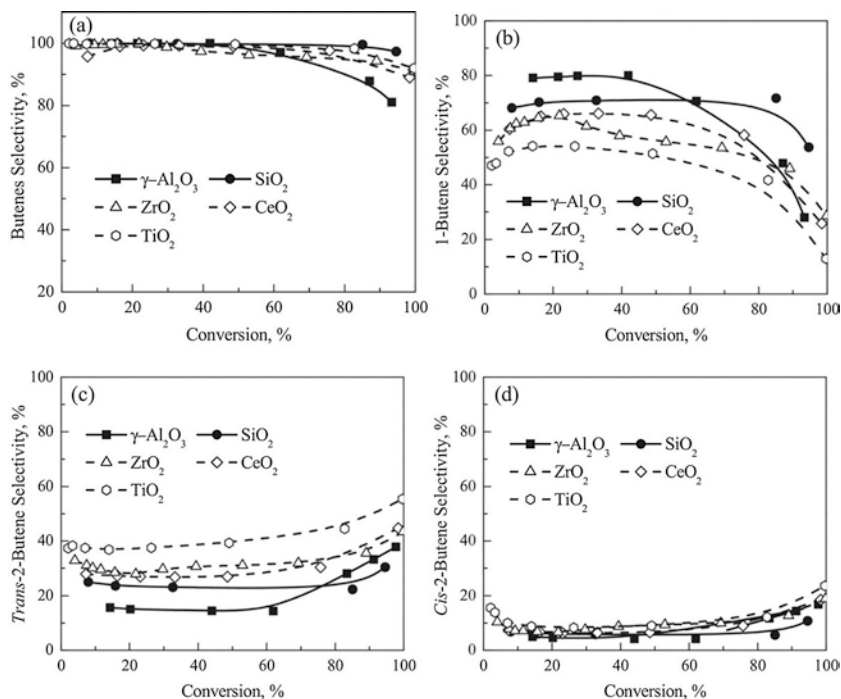 (a)
100
80
60
40
20
Butenes Selectivity, %
γ–Al₂O₃ SiO₂
ZrO₂ CeO₂
TiO₂
0 20 40 60 80 100
Conversion, %
(b)
100
80
60
40
20
0
1-Butene Selectivity, %
γ–Al₂O₃ SiO₂
ZrO₂ CeO₂
TiO₂
0 20 40 60 80 100
Conversion, %
(c)
100
80
60
40
20
0
Trans-2-Butene Selectivity, %
γ–Al₂O₃ SiO₂
ZrO₂ CeO₂
TiO₂
0 20 40 60 80 100
Conversion, %
(d)
100
80
60
40
20
0
Cis-2-Butene Selectivity, %
γ–Al₂O₃ SiO₂
ZrO₂ CeO₂
TiO₂
0 20 40 60 80 100
Conversion, %